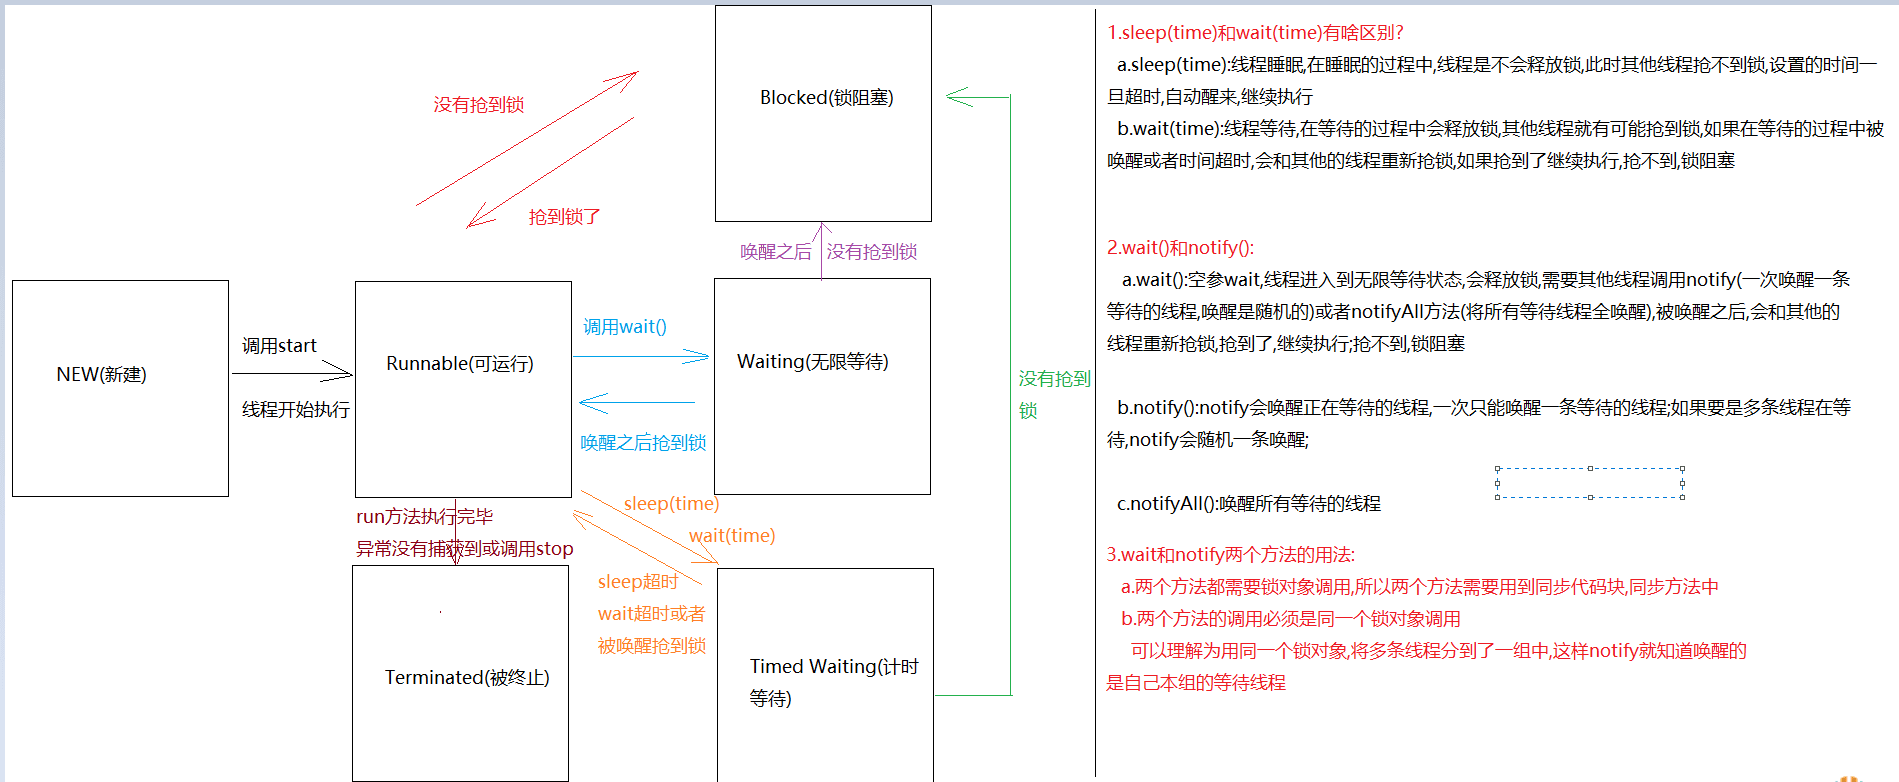 没有抢到锁
抢到锁了
Blocked(锁阻塞)
唤醒之后 没有抢到锁
NEW(新建)
调用start
线程开始执行
Runnable(可运行)
调用wait()
唤醒之后抢到锁
Waiting(无限等待)
没有抢到
锁
run方法执行完毕
异常没有捕获到或调用stop
Terminated(被终止)
sleep(time)
wait(time)
sleep超时
wait超时或者
被唤醒抢到锁
Timed Waiting(计时
等待)
1.sleep(time)和wait(time)有啥区别?
a.sleep(time):线程睡眠,在睡眠的过程中,线程是不会释放锁,此时其他线程抢不到锁,设置的时间一
旦超时,自动醒来,继续执行
b.wait(time):线程等待,在等待的过程中会释放锁,其他线程就有可能抢到锁,如果在等待的过程中被
唤醒或者时间超时,会和其他的线程重新抢锁,如果抢到了继续执行,抢不到,锁阻塞
2.wait()和notify():
a.wait():空参wait,线程进入到无限等待状态,会释放锁,需要其他线程调用notify(一次唤醒一条
等待的线程,唤醒是随机的)或者notifyAll方法(将所有等待线程全唤醒),被唤醒之后,会和其他的
线程重新抢锁,抢到了,继续执行;抢不到,锁阻塞
b.notify():notify会唤醒正在等待的线程,一次只能唤醒一条等待的线程;如果要是多条线程在等
待,notify会随机一条唤醒;
c.notifyAll():唤醒所有等待的线程
3.wait和notify两个方法的用法:
a.两个方法都需要锁对象调用,所以两个方法需要用到同步代码块,同步方法中
b.两个方法的调用必须是同一个锁对象调用
可以理解为用同一个锁对象,将多条线程分到了一组中,这样notify就知道唤醒的
是自己本组的等待线程